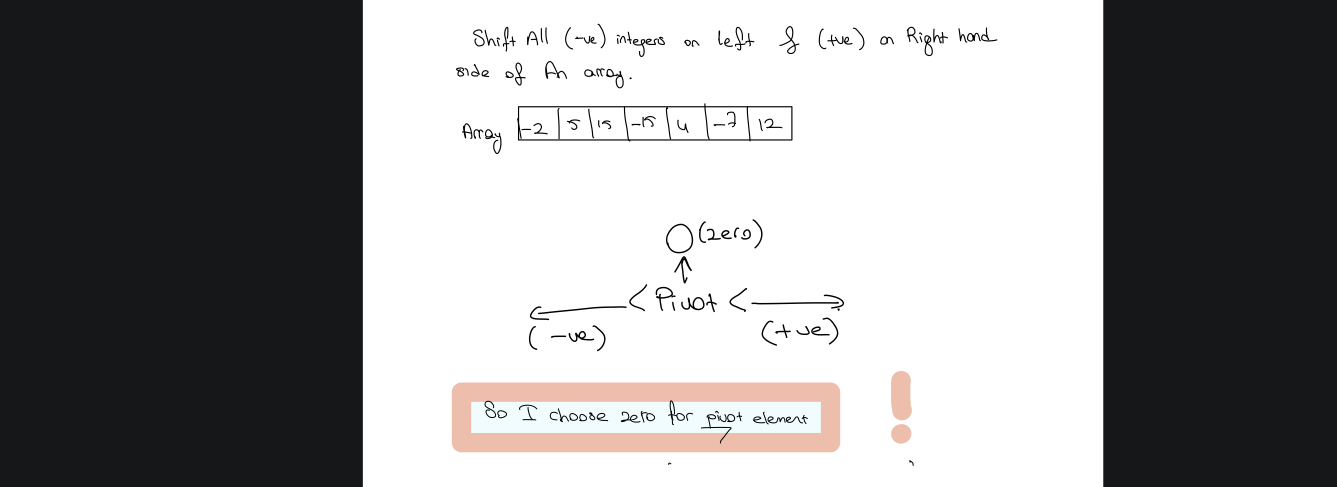 Shift All (-ve) integers on left & (+ve) on Right hand
side of An array.
Array -2 5 15 -15 4 -7 12
(zero)
< Pivot <
(-ve) (+ve)
So I choose zero for pivot element
!